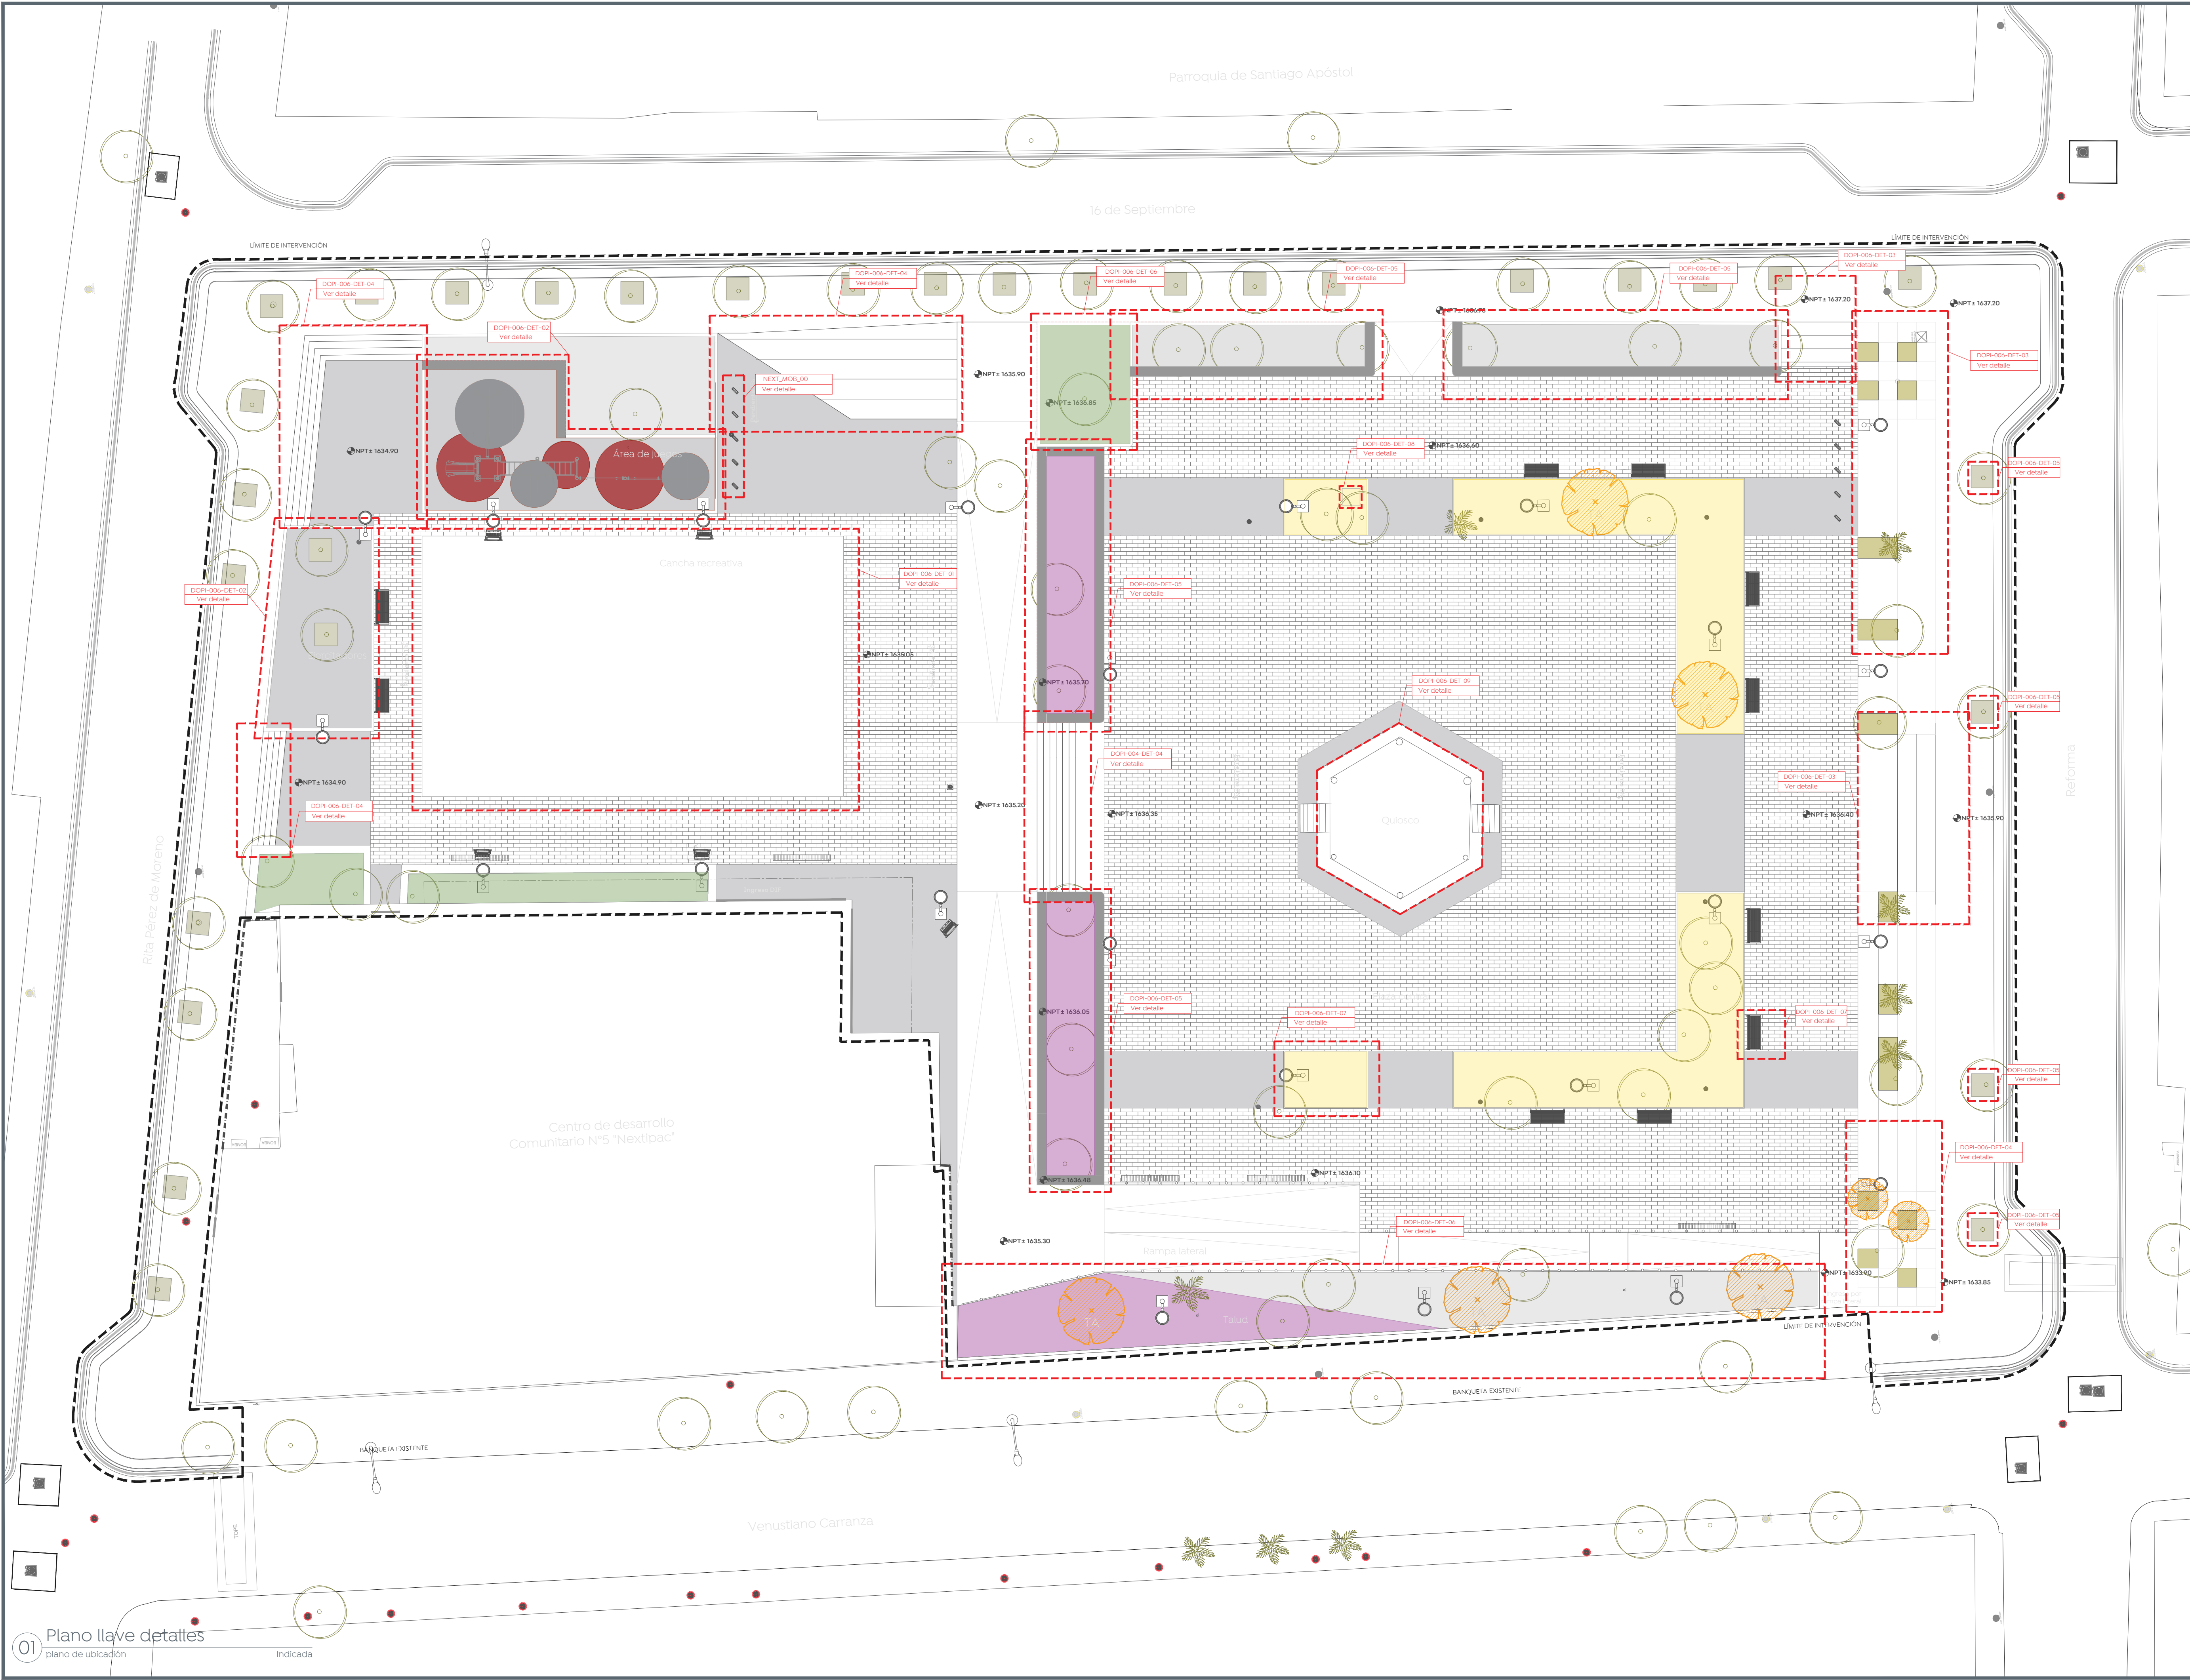 Parroquia de Santiago Apóstol
16 de Septiembre
LÍMITE DE INTERVENCIÓN
LÍMITE DE INTERVENCIÓN
DOPI-006-DET-03
Ver detalle
DOPI-006-DET-04
Ver detalle
DOPI-006-DET-04
Ver detalle
DOPI-006-DET-06
Ver detalle
DOPI-006-DET-05
Ver detalle
DOPI-006-DET-05
Ver detalle
NPT± 1637.20
NPT± 1637.20
DOPI-006-DET-02
Ver detalle
DOPI-006-DET-03
Ver detalle
NEXT_MOB_00
Ver detalle
NPT± 1635.90
NPT± 1636.85
DOPI-006-DET-08
Ver detalle
NPT± 1636.60
NPT± 1634.90
Área de juegos
DOPI-006-DET-05
Ver detalle
Cancha recreativa
DOPI-006-DET-01
Ver detalle
DOPI-006-DET-05
Ver detalle
DOPI-006-DET-02
Ver detalle
NPT± 1635.05
NPT± 1635.70
DOPI-006-DET-09
Ver detalle
DOPI-006-DET-05
Ver detalle
DOPI-004-DET-04
Ver detalle
DOPI-006-DET-03
Ver detalle
NPT± 1634.90
DOPI-006-DET-04
Ver detalle
NPT± 1635.20
NPT± 1636.35
Quiosco
NPT± 1636.40
NPT± 1635.90
Reforma
Rita Pérez de Moreno
DOPI-006-DET-05
Ver detalle
NPT± 1636.05
DOPI-006-DET-07
Ver detalle
DOPI-006-DET-07
Ver detalle
DOPI-006-DET-05
Ver detalle
Centro de desarrollo
Comunitario N°5 "Nextipac"
DOPI-006-DET-04
Ver detalle
NPT± 1636.10
NPT± 1636.48
DOPI-006-DET-05
Ver detalle
DOPI-006-DET-06
Ver detalle
NPT± 1635.30
Rampa lateral
NPT± 1633.90
NPT± 1633.85
TA
Talud
LÍMITE DE INTERVENCIÓN
BANQUETA EXISTENTE
BANQUETA EXISTENTE
Venustiano Carranza
TOPE
01
Plano llave detalles
plano de ubicación
Indicada